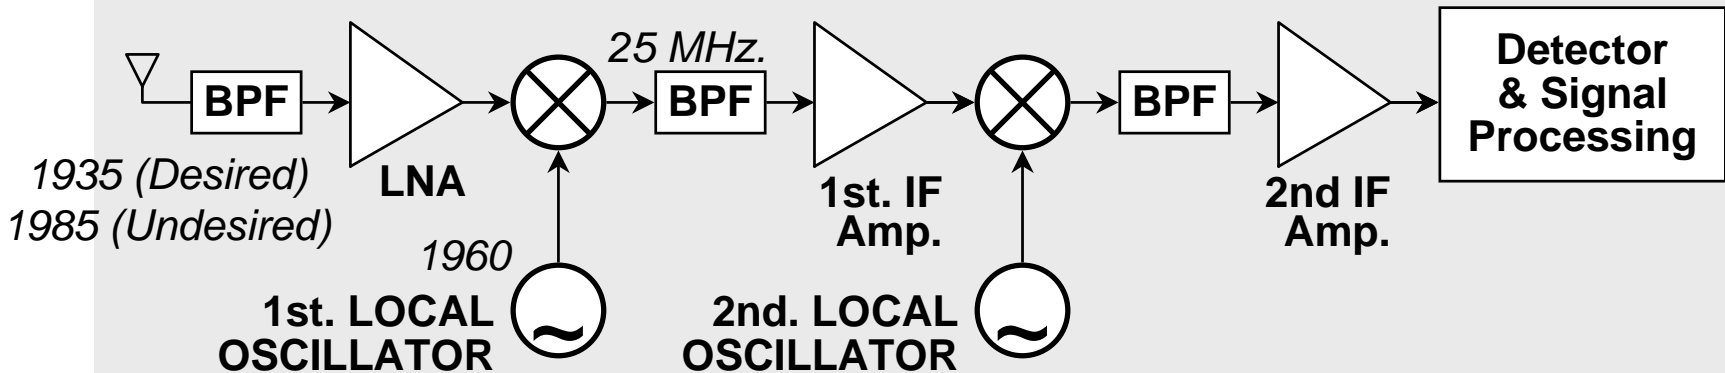 25 MHz.
BPF
BPF
BPF
Detector
& Signal
Processing
1935 (Desired)
1985 (Undesired)
LNA
1st. IF
Amp.
2nd IF
Amp.
1960
1st. LOCAL
OSCILLATOR
~
2nd. LOCAL
OSCILLATOR
~